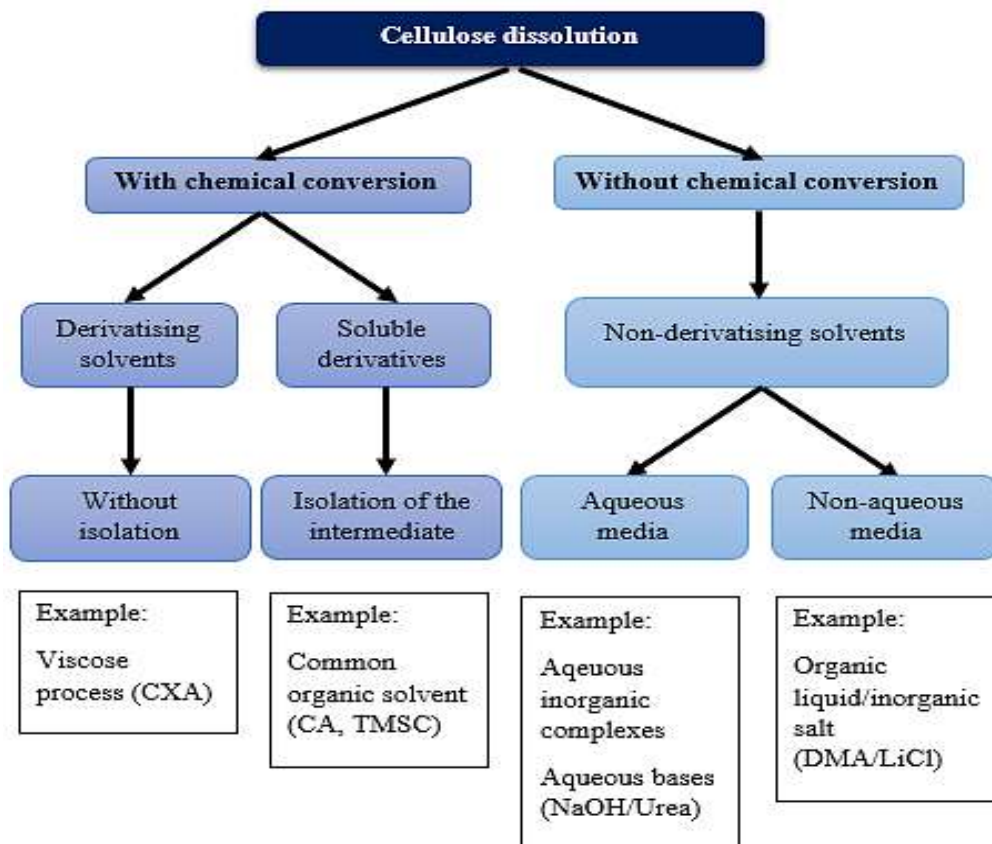 Cellulose dissolution
With chemical conversion
Without chemical conversion
Derivatising
solvents
Soluble
derivatives
Non-derivatising solvents
Without
isolation
Isolation of the
intermediate
Aqueous
media
Non-aqueous
media
Example:
Viscose
process (CXA)
Example:
Common
organic solvent
(CA, TMSC)
Example:
Aqeuous
inorganic
complexes
Aqueous bases
(NaOH/Urea)
Example:
Organic
liquid/inorganic
salt
(DMA/LiCl)